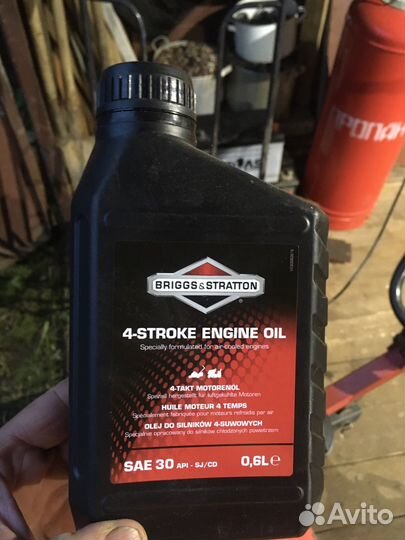 ПРОПАН
AS
BRIGGS & STRATTON
4-STROKE ENGINE OIL
Specially formulated for air-cooled engines
4-TAKT MOTORENÖL
Speziell hergestellt für luftgekühlte Motoren
HUILE MOTEUR 4 TEMPS
Spécialement fabriquée pour moteurs refroidis par air
OLEJ DO SILNIKÓW 4-SUWOWYCH
Specjalnie opracowany do silników chłodzonych powietrzem
SAE 30 API - SJ/CD 0,6L℮
Avito